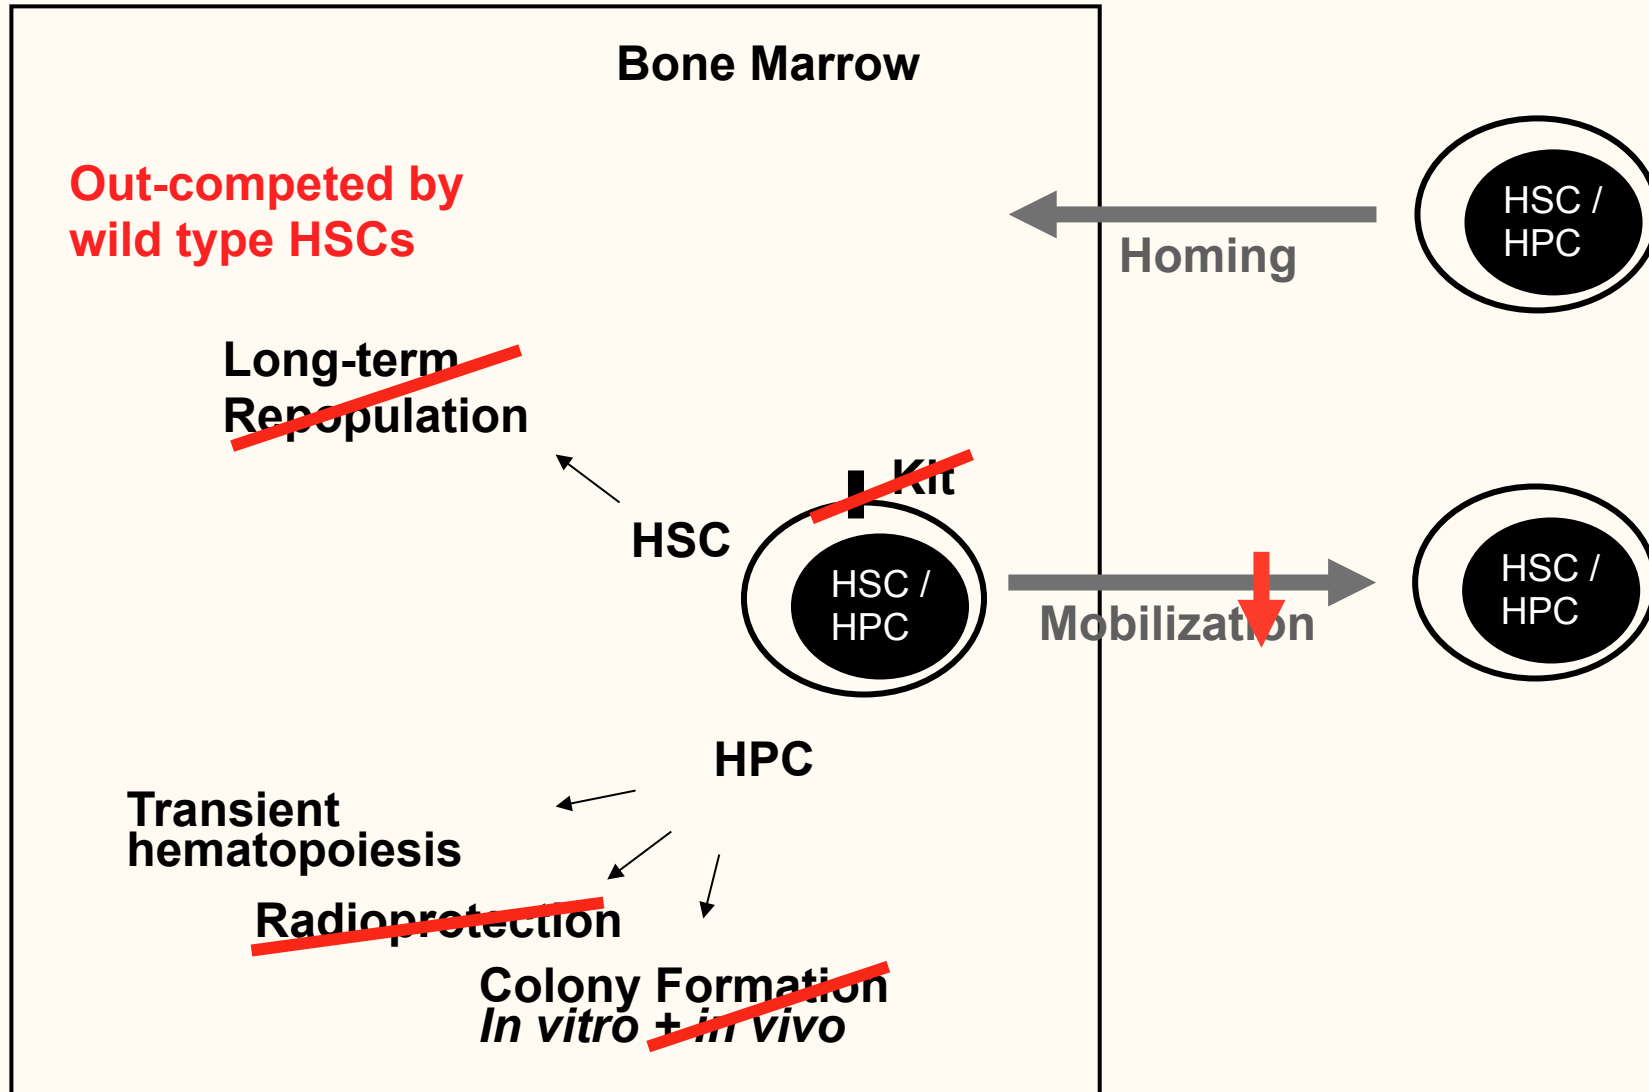 Bone Marrow
Out-competed by
wild type HSCs
HSC /
HPC
Homing
Long-term
Repopulation
Kit
HSC
HSC /
HPC
HSC /
HPC
Mobilization
HPC
Transient
hematopoiesis
Radioprotection
Colony Formation
In vitro + in vivo